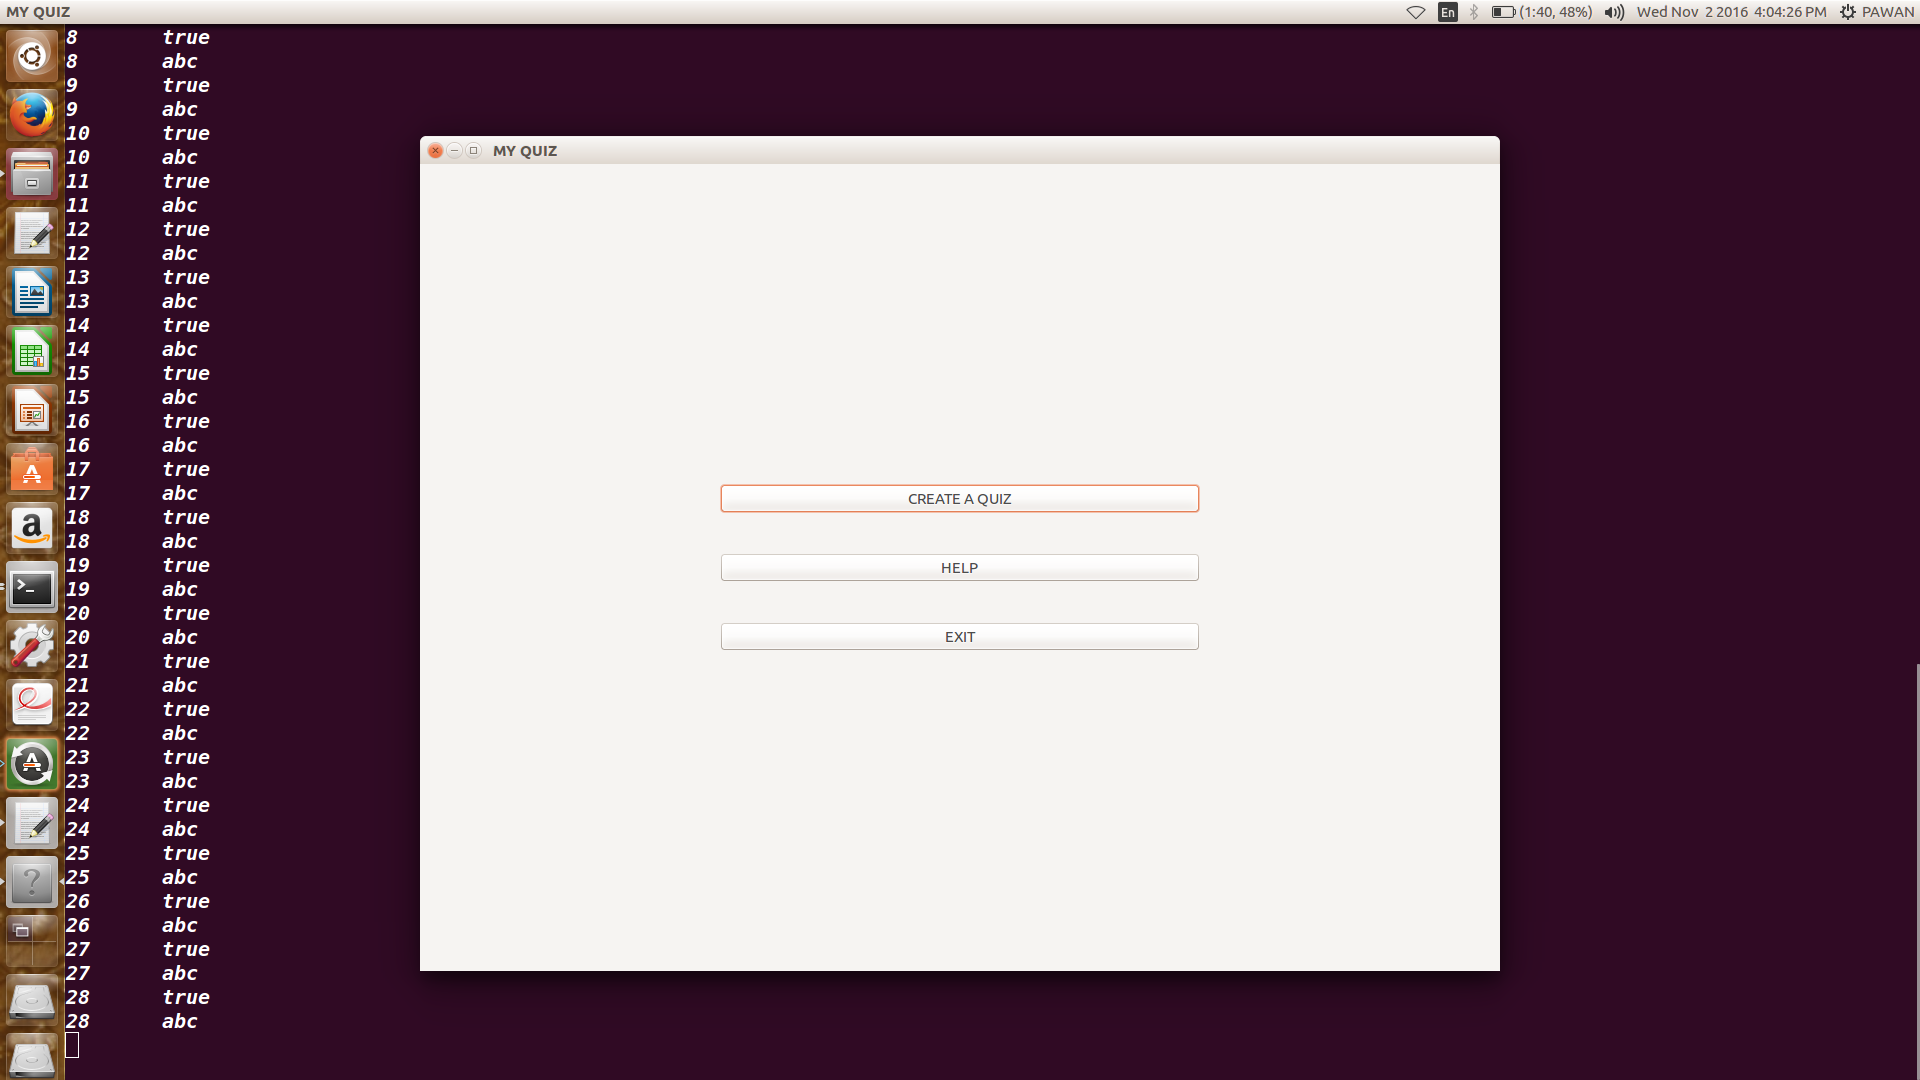 MY QUIZ
En
(1:40, 48%)
Wed Nov 2 2016 4:04:26 PM
PAWAN
8 true
8 abc
9 true
9 abc
10 true
10 abc
11 true
11 abc
12 true
12 abc
13 true
13 abc
14 true
14 abc
15 true
15 abc
16 true
16 abc
17 true
17 abc
18 true
18 abc
19 true
19 abc
20 true
20 abc
21 true
21 abc
22 true
22 abc
23 true
23 abc
24 true
24 abc
25 true
25 abc
26 true
26 abc
27 true
27 abc
28 true
28 abc
MY QUIZ
CREATE A QUIZ
HELP
EXIT